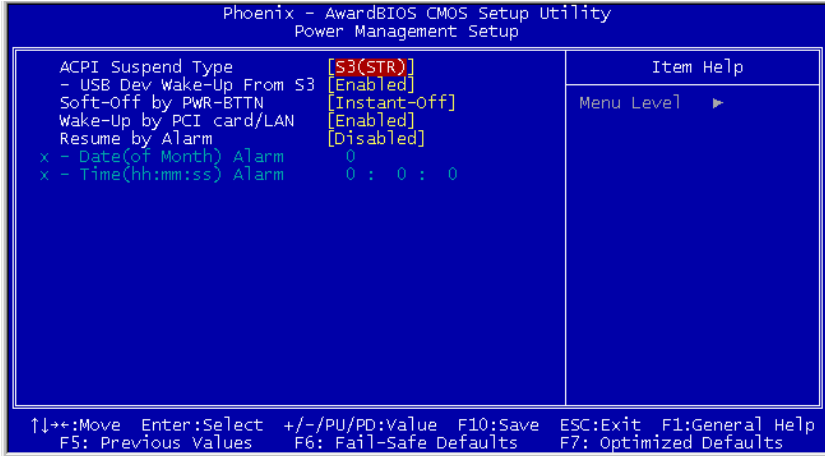 Phoenix - AwardBIOS CMOS Setup Utility
Power Management Setup
ACPI Suspend Type [S3(STR)]
- USB Dev Wake-Up From S3 [Enabled]
Soft-Off by PWR-BTTN [Instant-Off]
Wake-Up by PCI card/LAN [Enabled]
Resume by Alarm [Disabled]
x - Date(of Month) Alarm 0
x - Time(hh:mm:ss) Alarm 0 : 0 : 0
Item Help
Menu Level ►
↑↓→←:Move Enter:Select +/-/PU/PD:Value F10:Save ESC:Exit F1:General Help
F5: Previous Values F6: Fail-Safe Defaults F7: Optimized Defaults